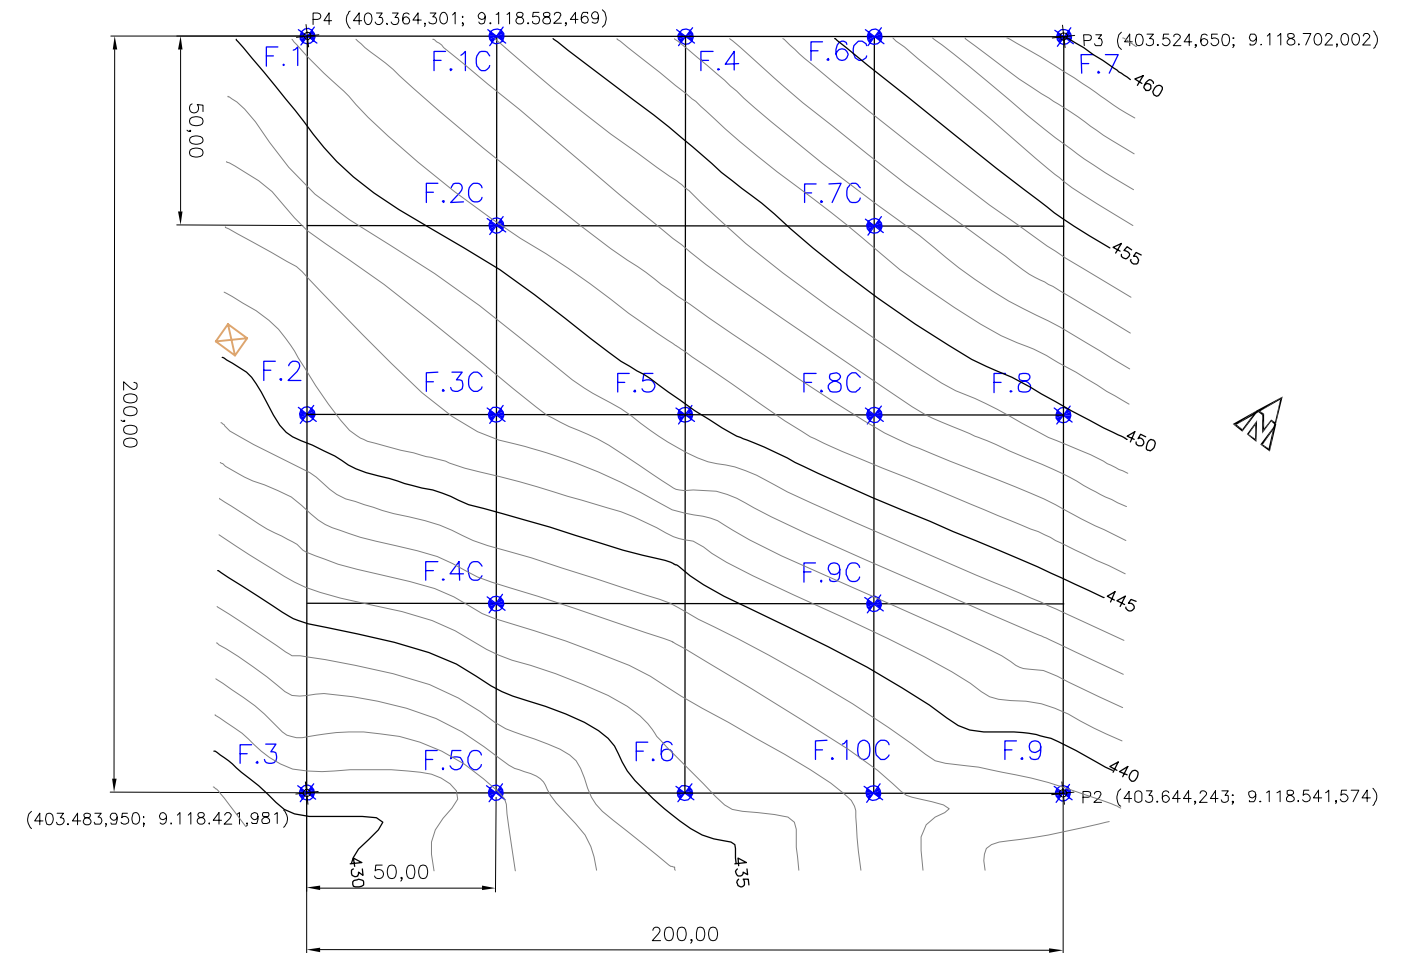 P4 (403.364,301; 9.118.582,469)
P3 (403.524,650; 9.118.702,002)
F.1
F.1C
F.4
F.6C
F.7
460
50,00
F.2C
F.7C
455
200,00
F.2
F.3C
F.5
F.8C
F.8
450
F.4C
F.9C
445
F.3
F.5C
F.6
F.10C
F.9
440
P2 (403.644,243; 9.118.541,574)
(403.483,950; 9.118.421,981)
430
50,00
435
200,00
N